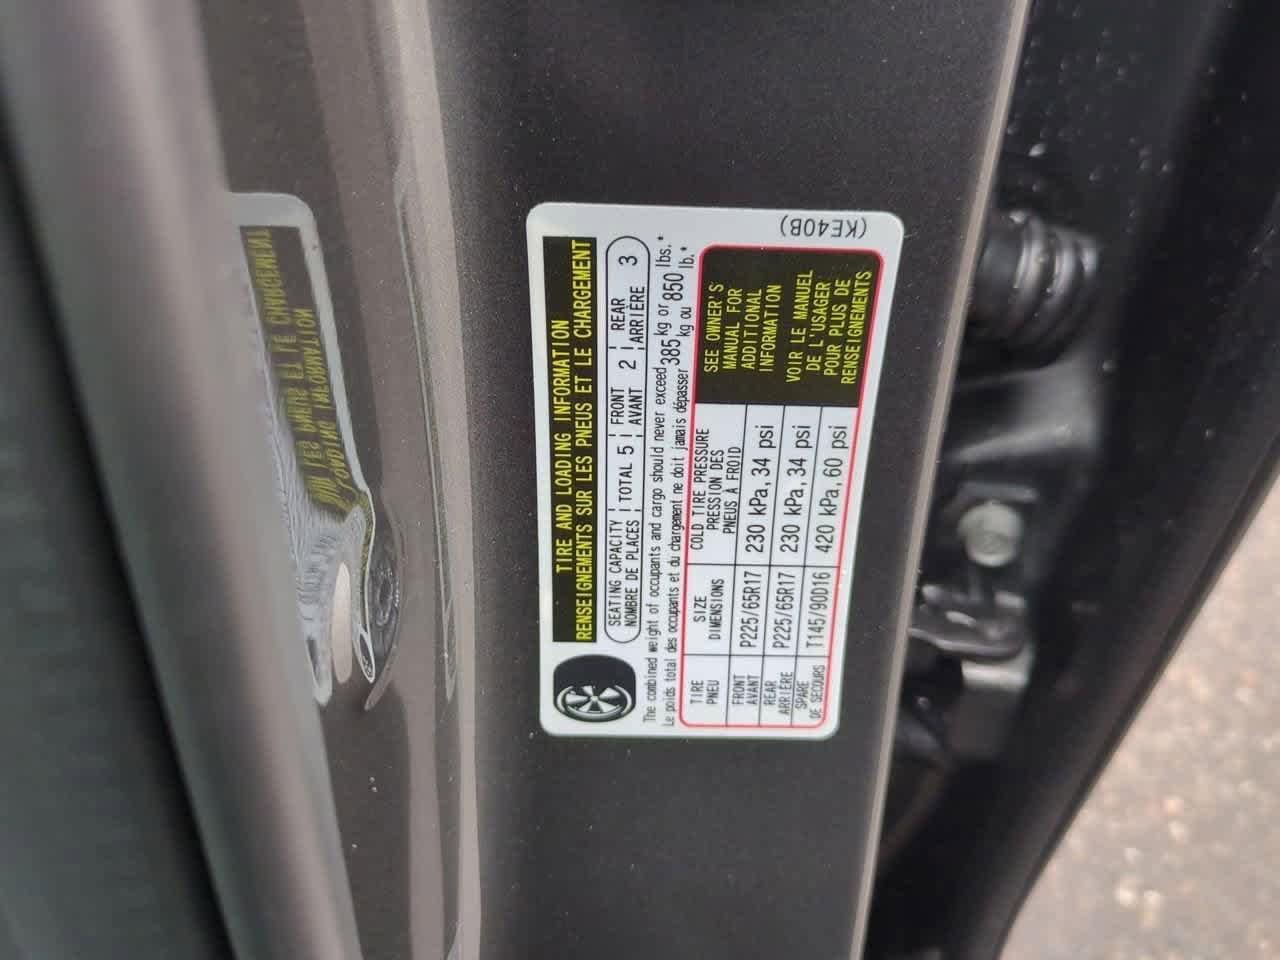 TIRE AND LOADING INFORMATION
RENSEIGNEMENTS SUR LES PNEUS ET LE CHARGEMENT
SEATING CAPACITY TOTAL 5 FRONT 2 REAR 3
NOMBRE DE PLACES AVANT ARRIÈRE
The combined weight of occupants and cargo should never exceed 385 kg or 850 lbs.*
Le poids total des occupants et du chargement ne doit jamais dépasser kg ou lb.*
TIRE SIZE COLD TIRE PRESSURE
PNEU DIMENSIONS PRESSION DES
PNEUS À FROID
FRONT P225/65R17 230 kPa, 34 psi
AVANT
REAR P225/65R17 230 kPa, 34 psi
ARRIÈRE
SPARE T145/90D16 420 kPa, 60 psi
DE SECOURS
SEE OWNER'S
MANUAL FOR
ADDITIONAL
INFORMATION
VOIR LE MANUEL
DE L'USAGER
POUR PLUS DE
RENSEIGNEMENTS
(KE40B)